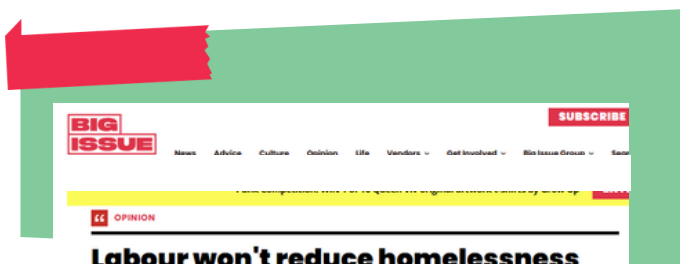 BIG
ISSUE
SUBSCRIBE
News Advice Culture Opinion Life Vendors Get Involved Big Issue Group
OPINION
Labour won't reduce homelessness